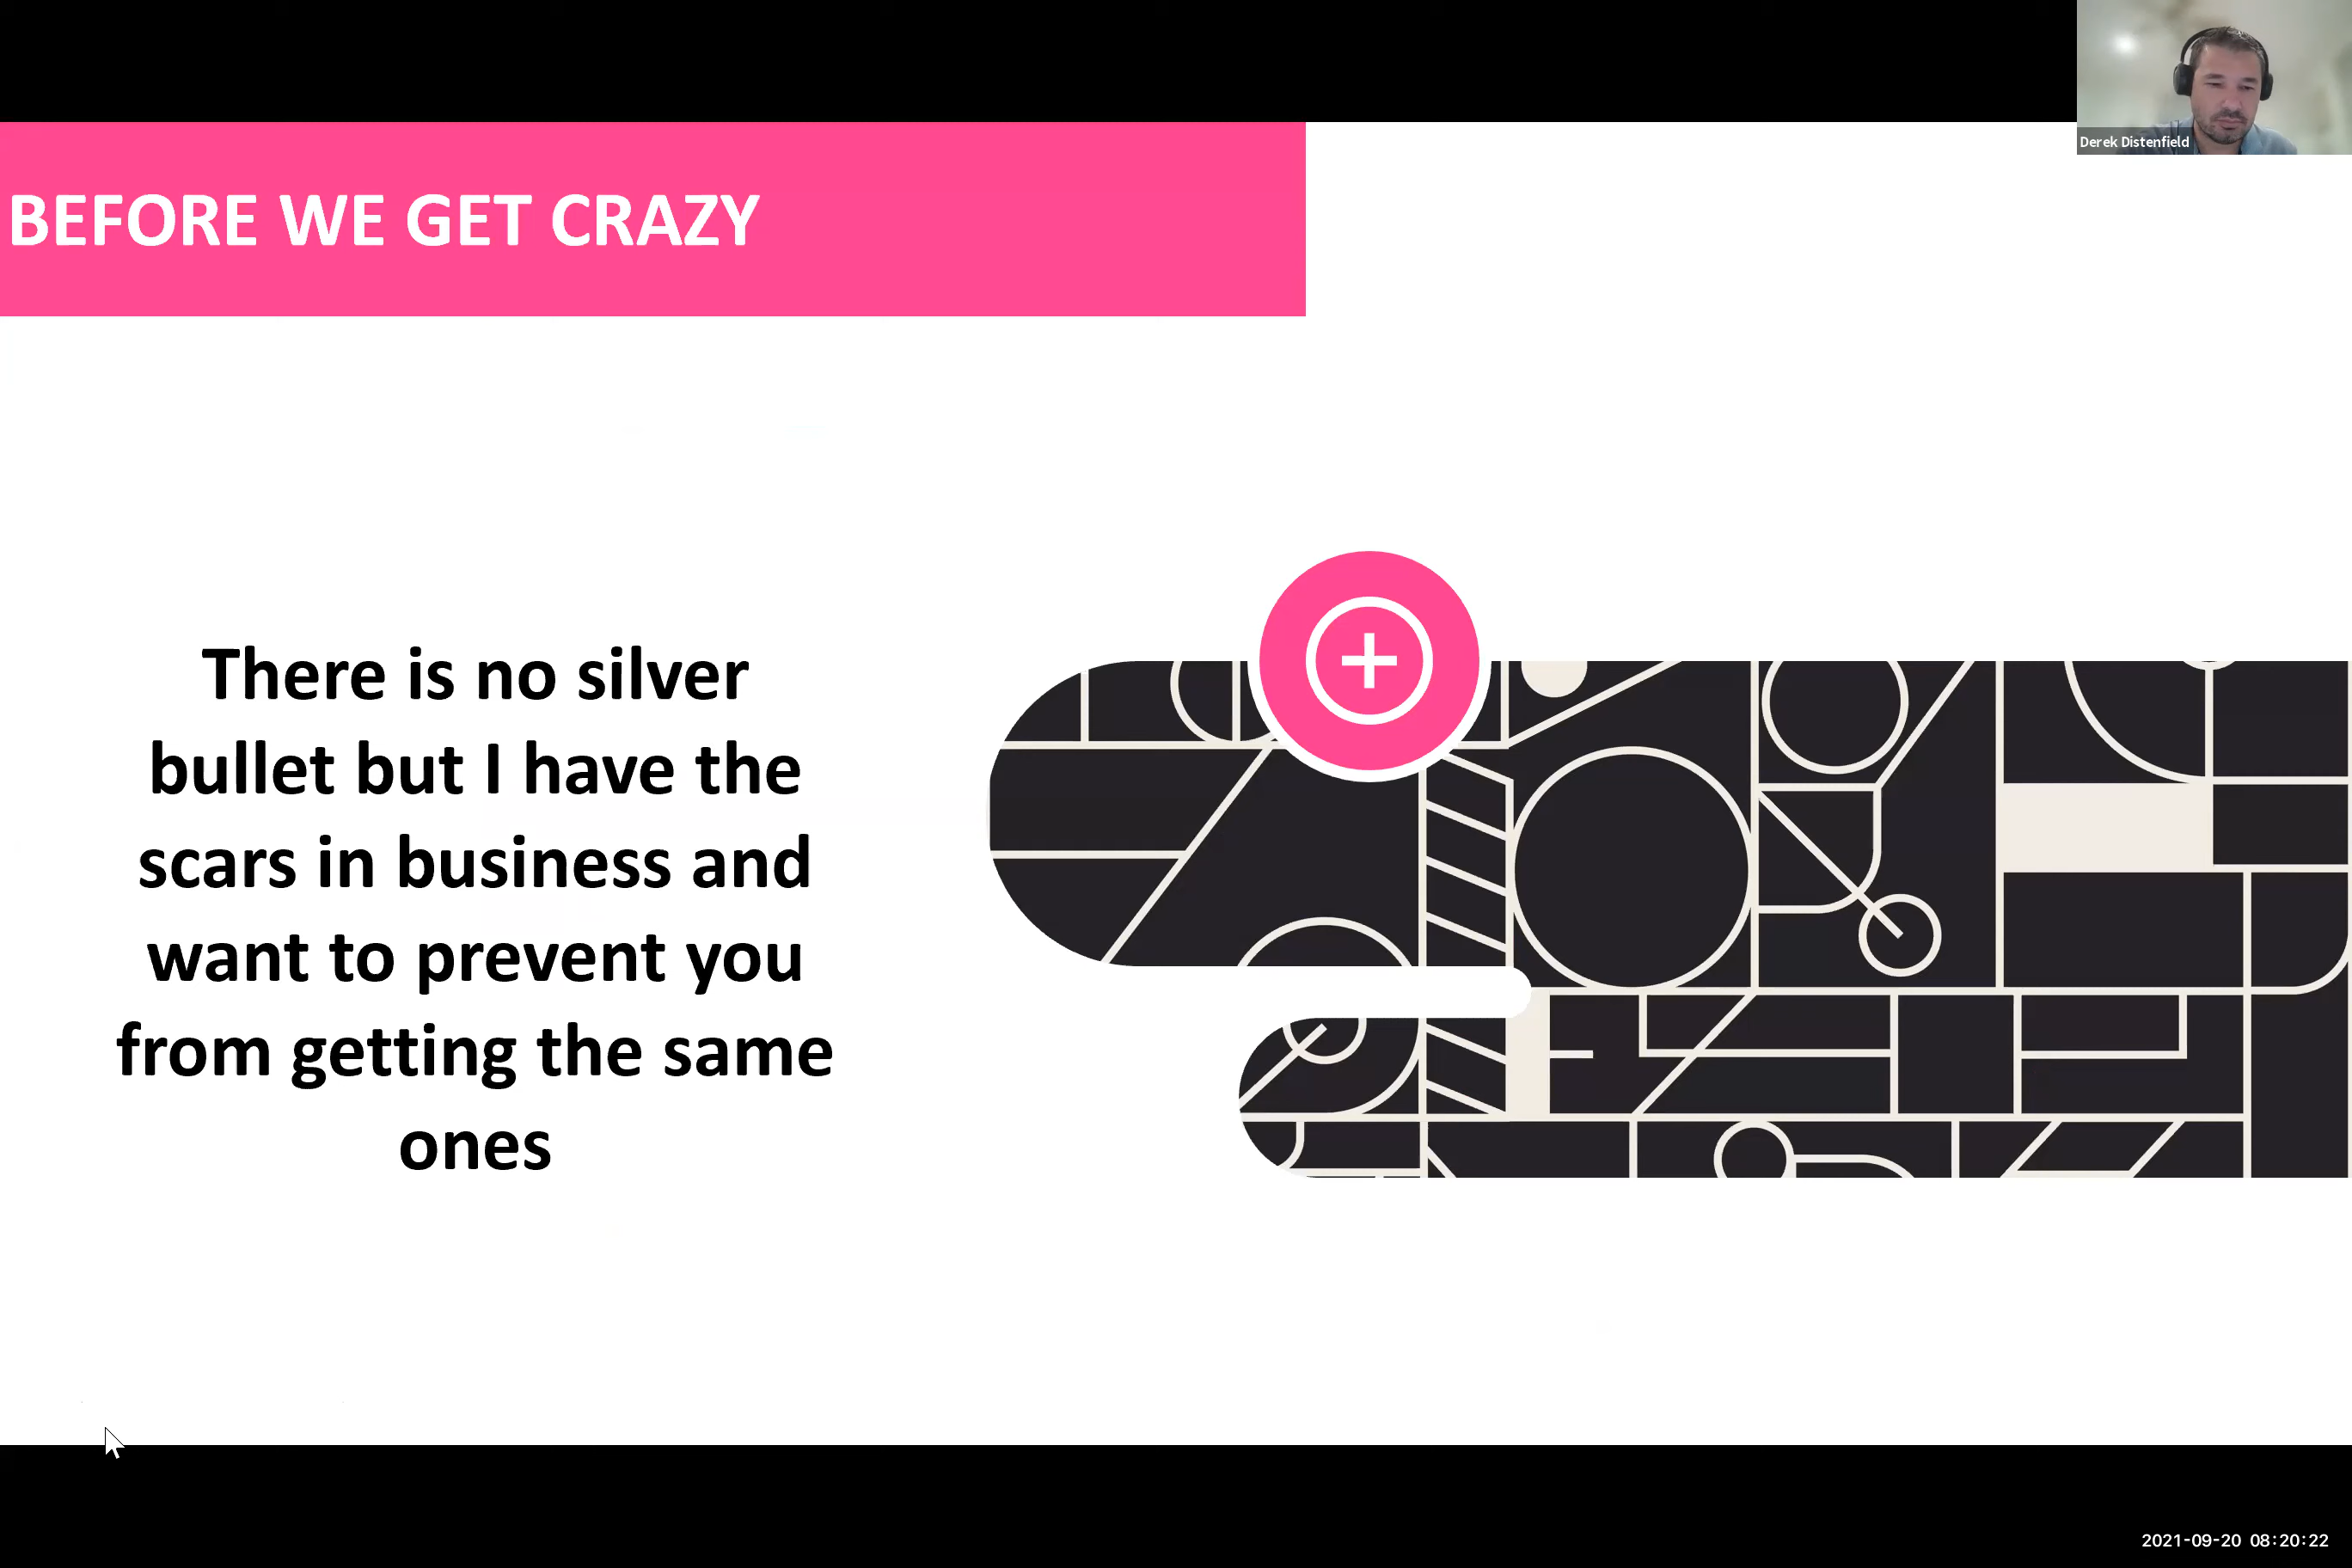 Derek Distenfield
BEFORE WE GET CRAZY
There is no silver
bullet but I have the
scars in business and
want to prevent you
from getting the same
ones
2021-09-20 08:20:22